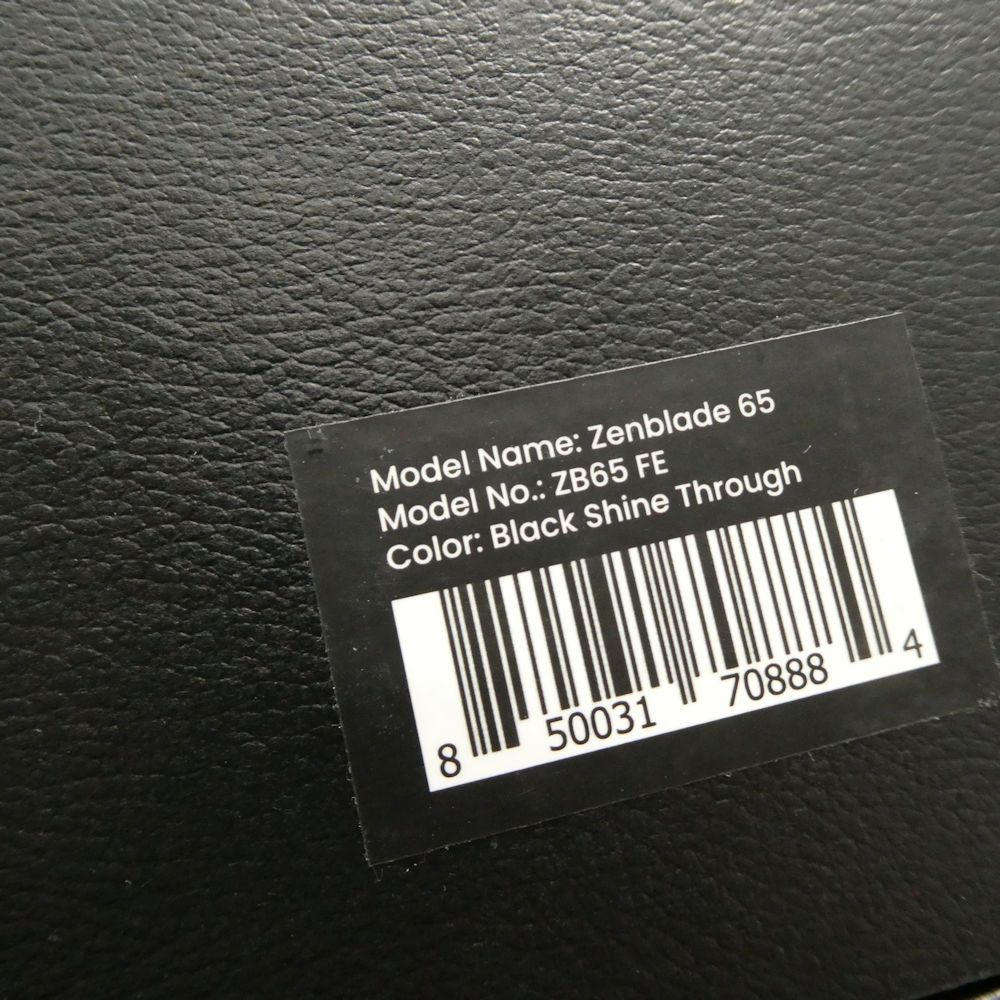 Model Name: Zenblade 65
Model No.: ZB65 FE
Color: Black Shine Through
8 50031 70888 4